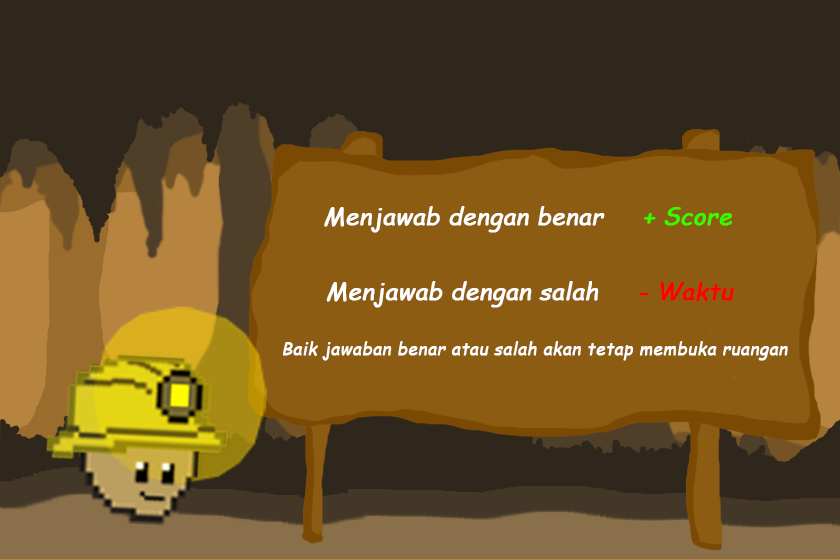 Menjawab dengan benar + Score
Menjawab dengan salah - Waktu
Baik jawaban benar atau salah akan tetap membuka ruangan